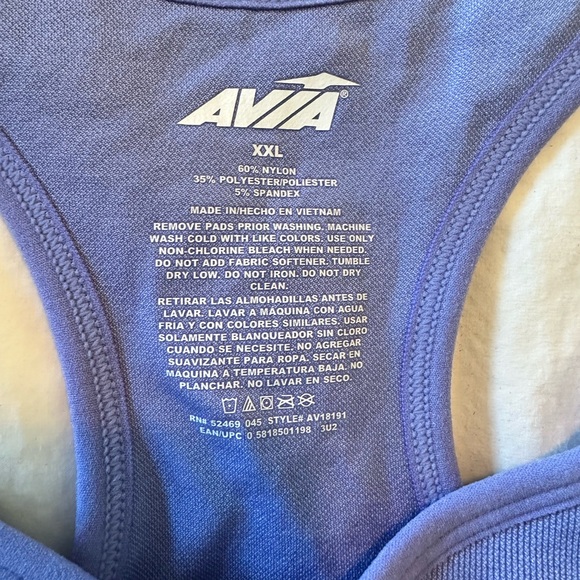 AVIA®
XXL
60% NYLON
35% POLYESTER/POLIESTER
5% SPANDEX
MADE IN/HECHO EN VIETNAM
REMOVE PADS PRIOR WASHING. MACHINE
WASH COLD WITH LIKE COLORS. USE ONLY
NON-CHLORINE BLEACH WHEN NEEDED.
DO NOT ADD FABRIC SOFTENER. TUMBLE
DRY LOW. DO NOT IRON. DO NOT DRY
CLEAN.
RETIRAR LAS ALMOHADILLAS ANTES DE
LAVAR. LAVAR A MÁQUINA CON AGUA
FRIA Y CON COLORES SIMILARES. USAR
SOLAMENTE BLANQUEADOR SIN CLORO
CUANDO SE NECESITE. NO AGREGAR
SUAVIZANTE PARA ROPA. SECAR EN
MÁQUINA A TEMPERATURA BAJA. NO
PLANCHAR. NO LAVAR EN SECO.
RN# 52469 045 STYLE# AV18191
EAN/UPC 0 5818501198 3U2